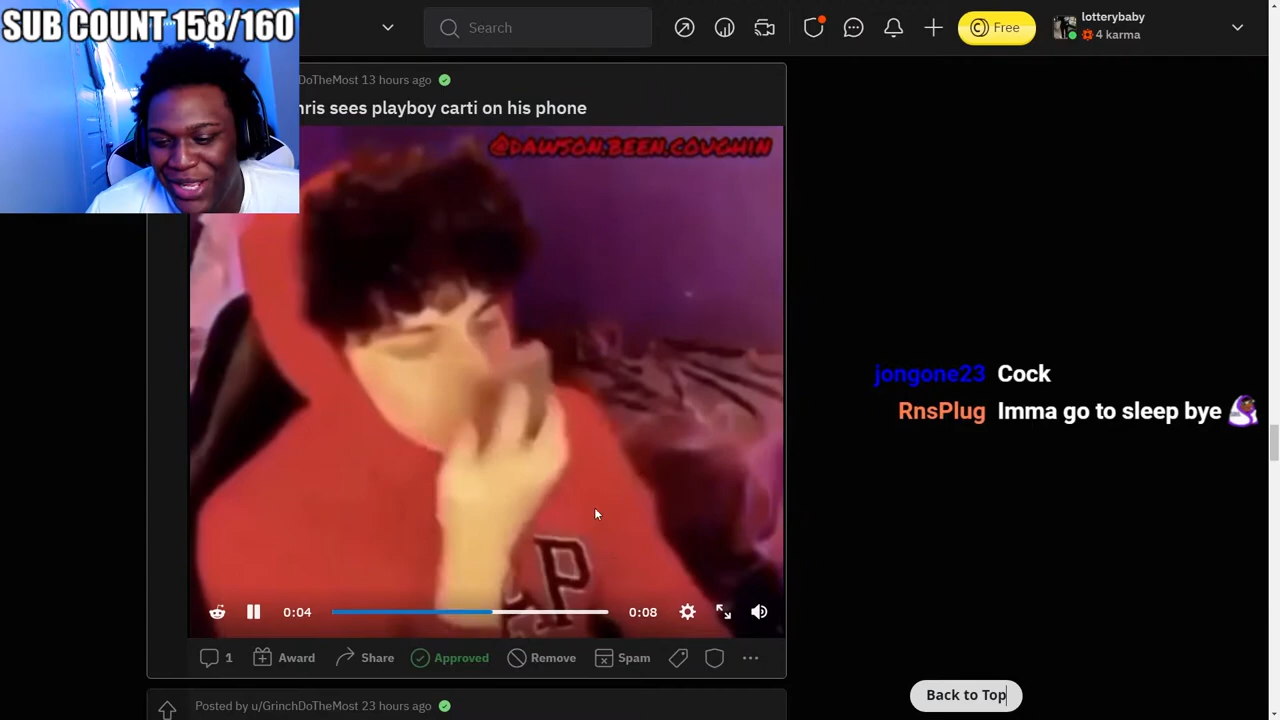 SUB COUNT 158/160
Search
Free
lotterybaby
4 karma
DoTheMost 13 hours ago
hris sees playboy carti on his phone
@DAWSON.BEEN.COUGHIN
jongone23 Cock
RnsPlug Imma go to sleep bye
P
0:04
0:08
1
Award
Share
Approved
Remove
Spam
Back to Top
Posted by u/GrinchDoTheMost 23 hours ago